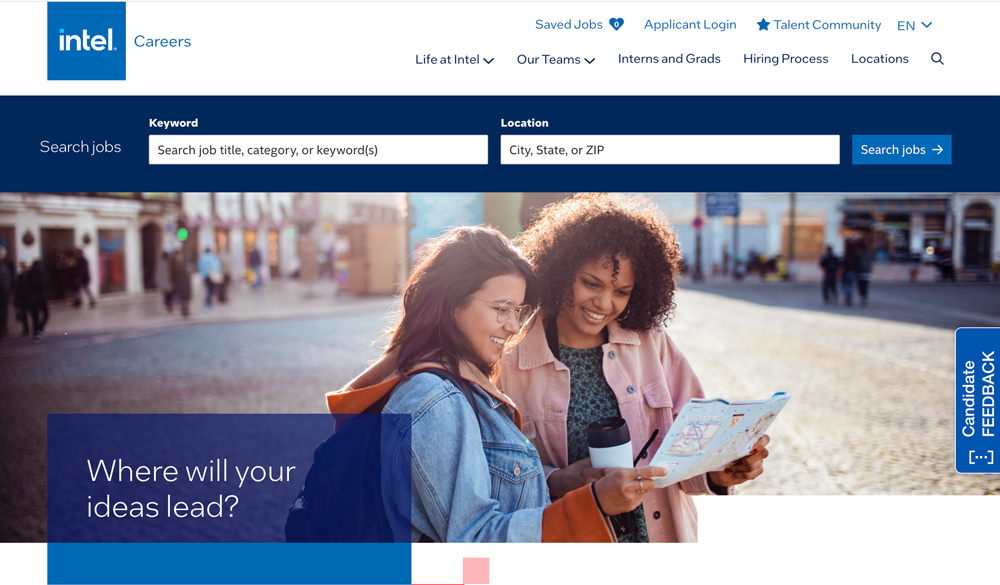 Saved Jobs 0 Applicant Login Talent Community EN
intel. Careers
Life at Intel Our Teams Interns and Grads Hiring Process Locations
Keyword Location
Search jobs Search job title, category, or keyword(s) City, State, or ZIP Search jobs →
Candidate
FEEDBACK
[···]
Where will your
ideas lead?